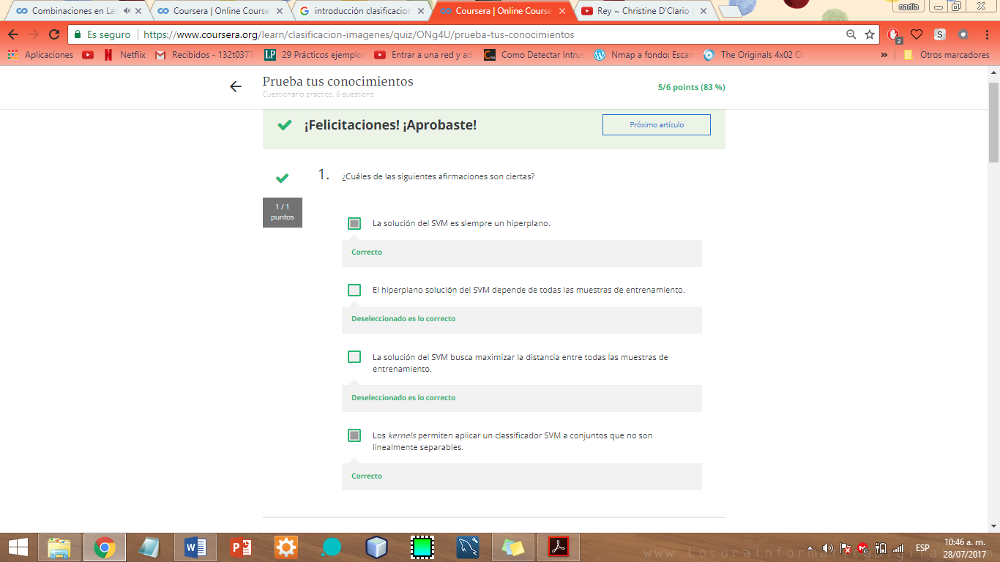 nadia
Combinaciones en Lat
Coursera | Online Course
introducción clasificacion
Coursera | Online Course
Rey ~ Christine D'Clario
Es seguro
https://www.coursera.org/learn/clasificacion-imagenes/quiz/ONg4U/prueba-tus-conocimientos
S
2
Aplicaciones
Netflix
Recibidos - 132t0377
LP
29 Prácticos ejemplo
Entrar a una red y ad
Como Detectar Intrus
Nmap a fondo: Escan
The Originals 4x02 O
»
Otros marcadores
Prueba tus conocimientos
Cuestionario práctico, 6 questions
5/6 points (83 %)
¡Felicitaciones! ¡Aprobaste!
Próximo artículo
1.
¿Cuáles de las siguientes afirmaciones son ciertas?
1 / 1
puntos
La solución del SVM es siempre un hiperplano.
Correcto
El hiperplano solución del SVM depende de todas las muestras de entrenamiento.
Deseleccionado es lo correcto
La solución del SVM busca maximizar la distancia entre todas las muestras de
entrenamiento.
Deseleccionado es lo correcto
Los kernels permiten aplicar un classificador SVM a conjuntos que no son
linealmente separables.
Correcto
ESP
10:46 a. m.
28/07/2017